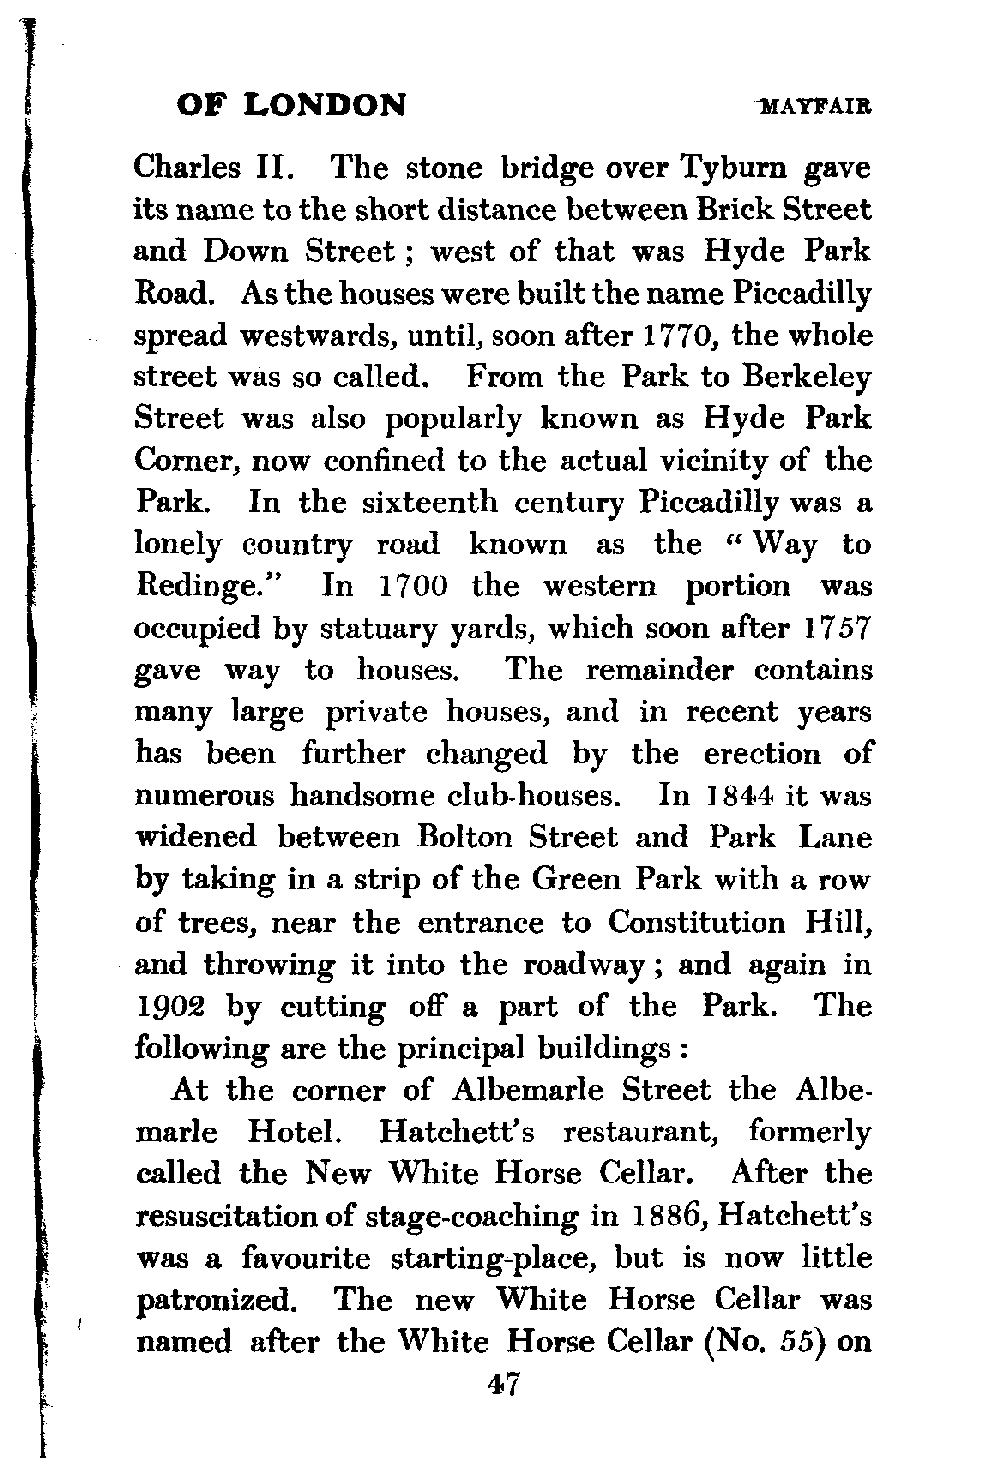 OF LONDON MAYFAIR
Charles II. The stone bridge over Tyburn gave
its name to the short distance between Brick Street
and Down Street ; west of that was Hyde Park
Road. As the houses were built the name Piccadilly
spread westwards, until, soon after 1770, the whole
street was so called. From the Park to Berkeley
Street was also popularly known as Hyde Park
Corner, now confined to the actual vicinity of the
Park. In the sixteenth century Piccadilly was a
lonely country road known as the “ Way to
Redinge.” In 1700 the western portion was
occupied by statuary yards, which soon after 1757
gave way to houses. The remainder contains
many large private houses, and in recent years
has been further changed by the erection of
numerous handsome club-houses. In 1844 it was
widened between Bolton Street and Park Lane
by taking in a strip of the Green Park with a row
of trees, near the entrance to Constitution Hill,
and throwing it into the roadway ; and again in
1902 by cutting off a part of the Park. The
following are the principal buildings :
At the corner of Albemarle Street the Albe-
marle Hotel. Hatchett’s restaurant, formerly
called the New White Horse Cellar. After the
resuscitation of stage-coaching in 1886, Hatchett’s
was a favourite starting-place, but is now little
patronized. The new White Horse Cellar was
named after the White Horse Cellar (No. 55) on
47